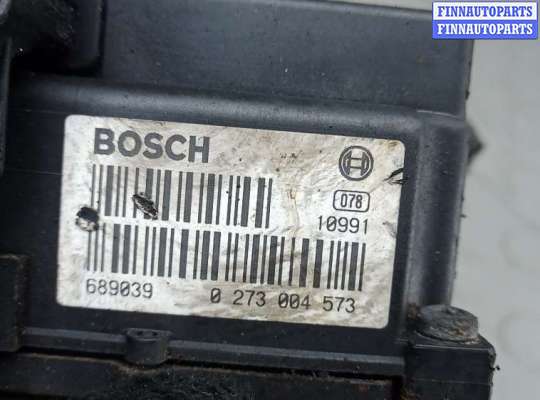 FINNAUTOPARTS
FINNAUTOPARTS
BOSCH
078
10991
689039 0 273 004 573